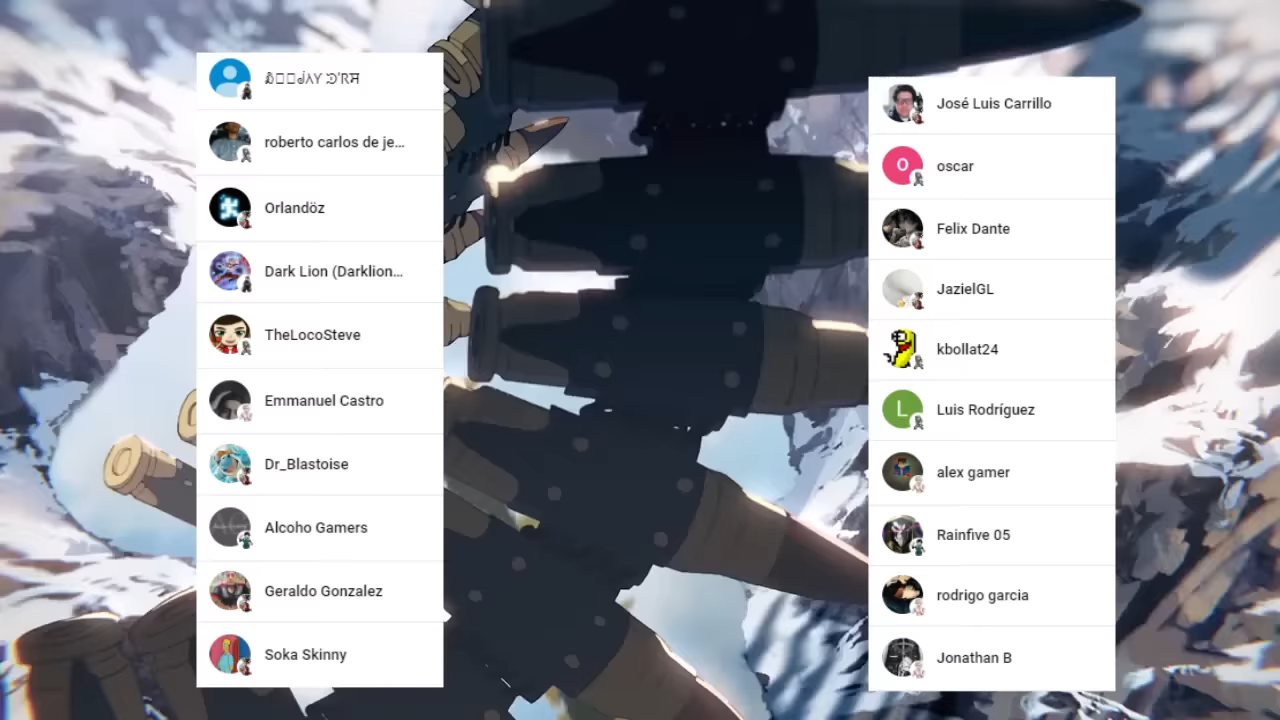 roberto carlos de je...
Orlandöz
Dark Lion (Darklion...
TheLocoSteve
Emmanuel Castro
Dr_Blastoise
Alcoho Gamers
Geraldo Gonzalez
Soka Skinny
José Luis Carrillo
O
oscar
Felix Dante
JazielGL
kbollat24
L
Luis Rodríguez
alex gamer
Rainfive 05
rodrigo garcia
Jonathan B